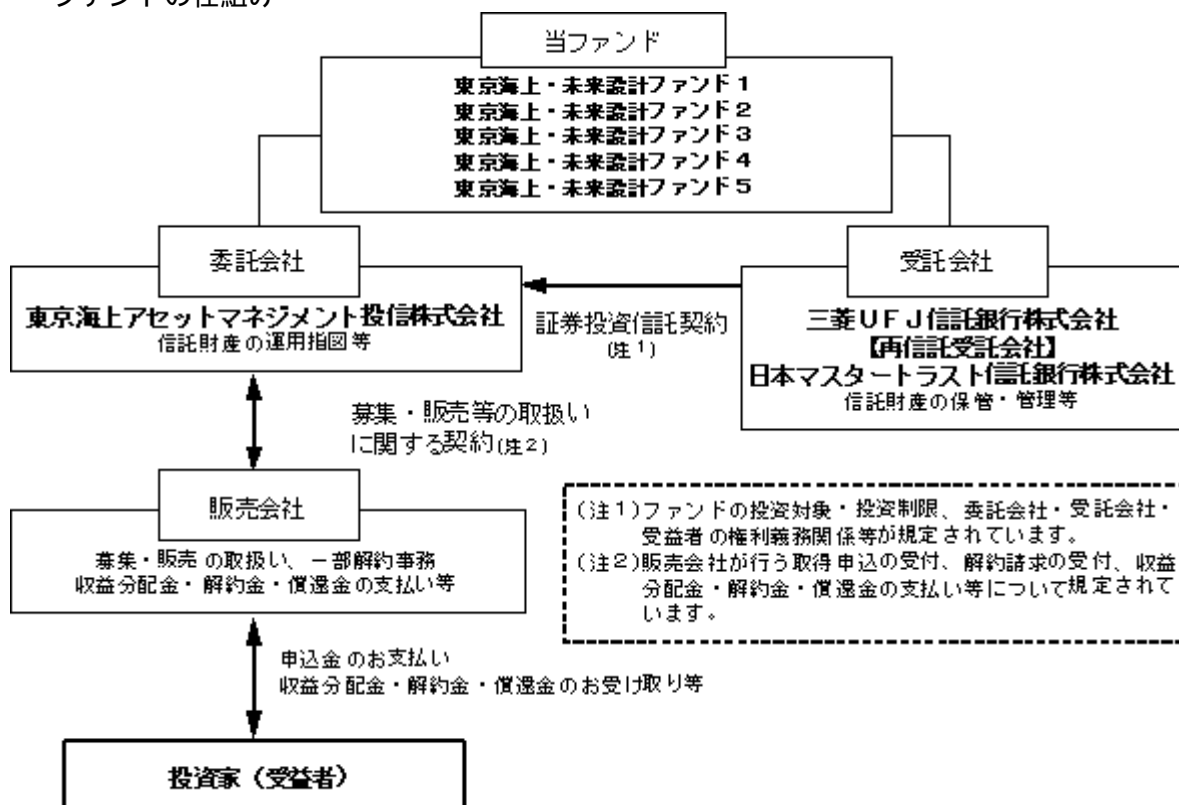 ファンドの仕組み
当ファンド
東京海上・未来設計ファンド1
東京海上・未来設計ファンド2
東京海上・未来設計ファンド3
東京海上・未来設計ファンド4
東京海上・未来設計ファンド5
委託会社
東京海上アセットマネジメント投信株式会社
信託財産の運用指図等
証券投資信託契約
(注1)
受託会社
三菱UFJ信託銀行株式会社
【再信託受託会社】
日本マスタートラスト信託銀行株式会社
信託財産の保管・管理等
募集・販売等の取扱い
に関する契約(注2)
販売会社
募集・販売の取扱い、一部解約事務
収益分配金・解約金・償還金の支払い等
(注1)ファンドの投資対象・投資制限、委託会社・受託会社・
受益者の権利義務関係等が規定されています。
(注2)販売会社が行う取得申込の受付、解約請求の受付、収益
分配金・解約金・償還金の支払い等について規定されて
います。
申込金のお支払い
収益分配金・解約金・償還金のお受け取り等
投資家(受益者)